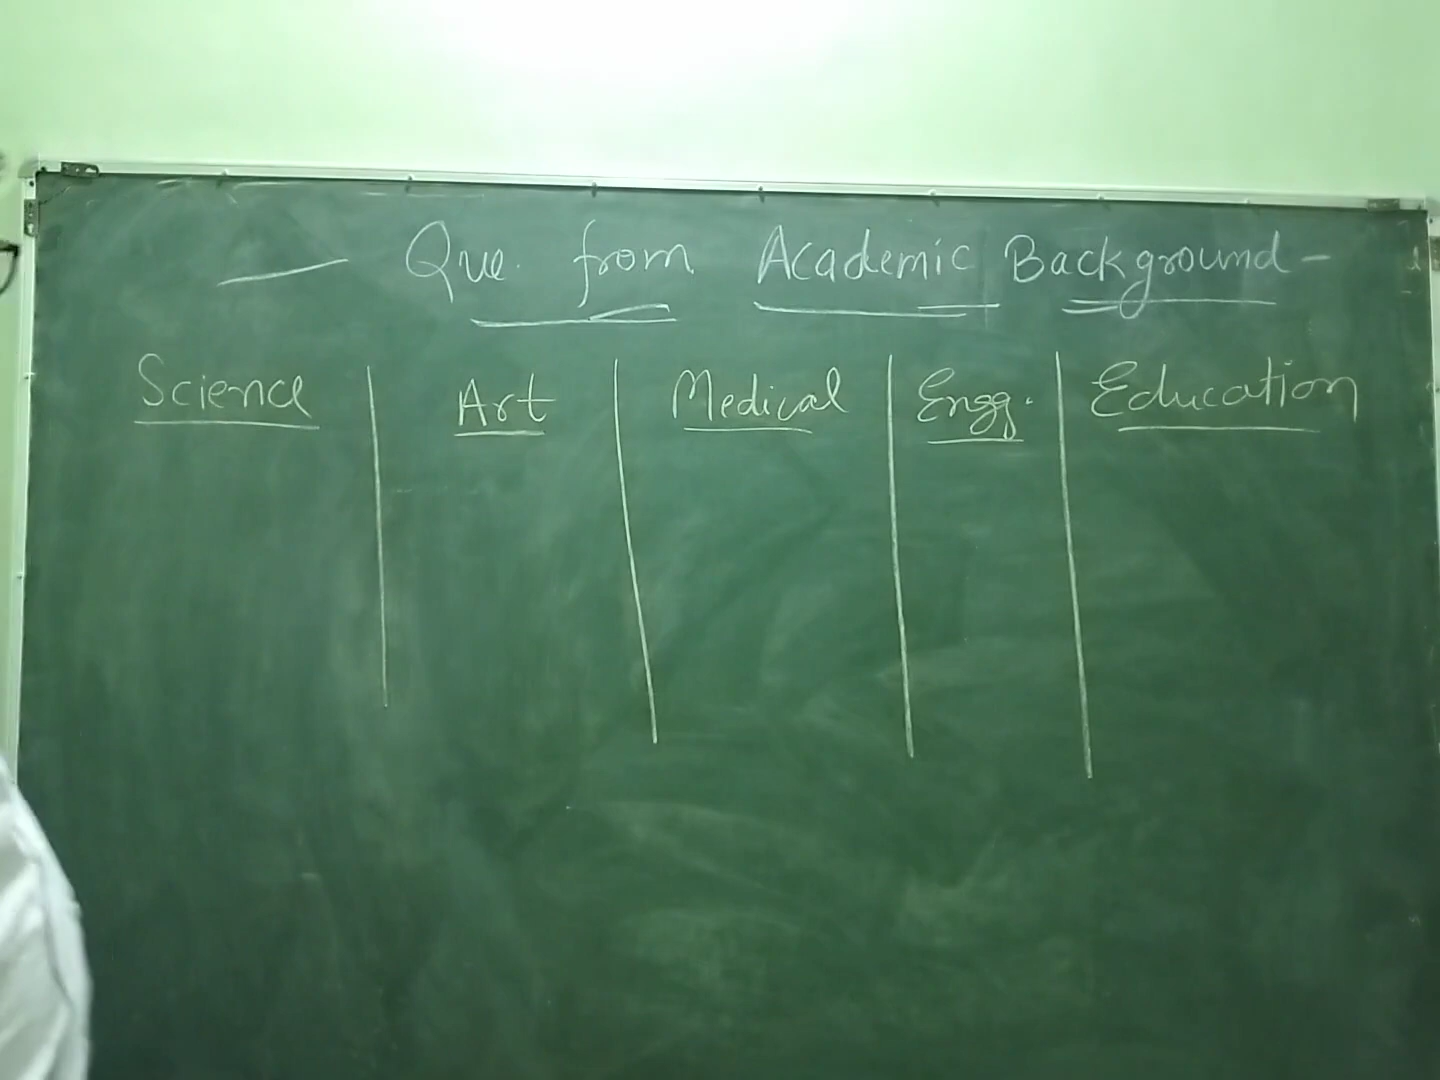 — Que. from Academic Background -
Science Art Medical Engg. Education